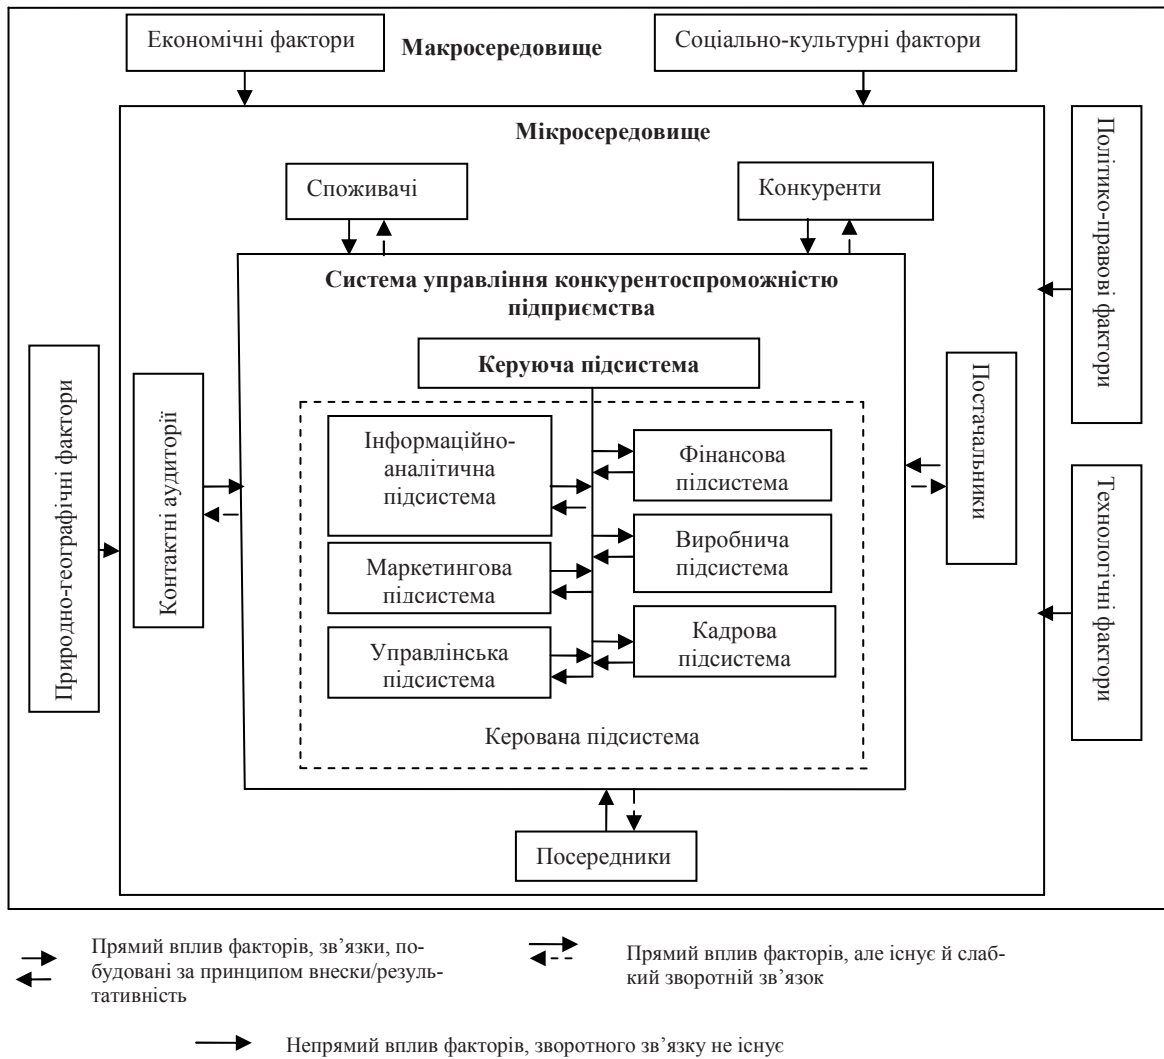 Економічні фактори
Макросередовище
Соціально-культурні фактори
Мікросередовище
Політико-правові фактори
Споживачі
Конкуренти
Система управління конкурентоспроможністю
підприємства
Природно-географічні фактори
Контактні аудиторії
Керуюча підсистема
Постачальники
Інформаційно-
аналітична
підсистема
Фінансова
підсистема
Маркетингова
підсистема
Виробнича
підсистема
Управлінська
підсистема
Кадрова
підсистема
Технологічні фактори
Керована підсистема
Посередники
Прямий вплив факторів, зв’язки, по-
будовані за принципом внески/резуль-
тативність
Прямий вплив факторів, але існує й слаб-
кий зворотній зв’язок
Непрямий вплив факторів, зворотного зв’язку не існує